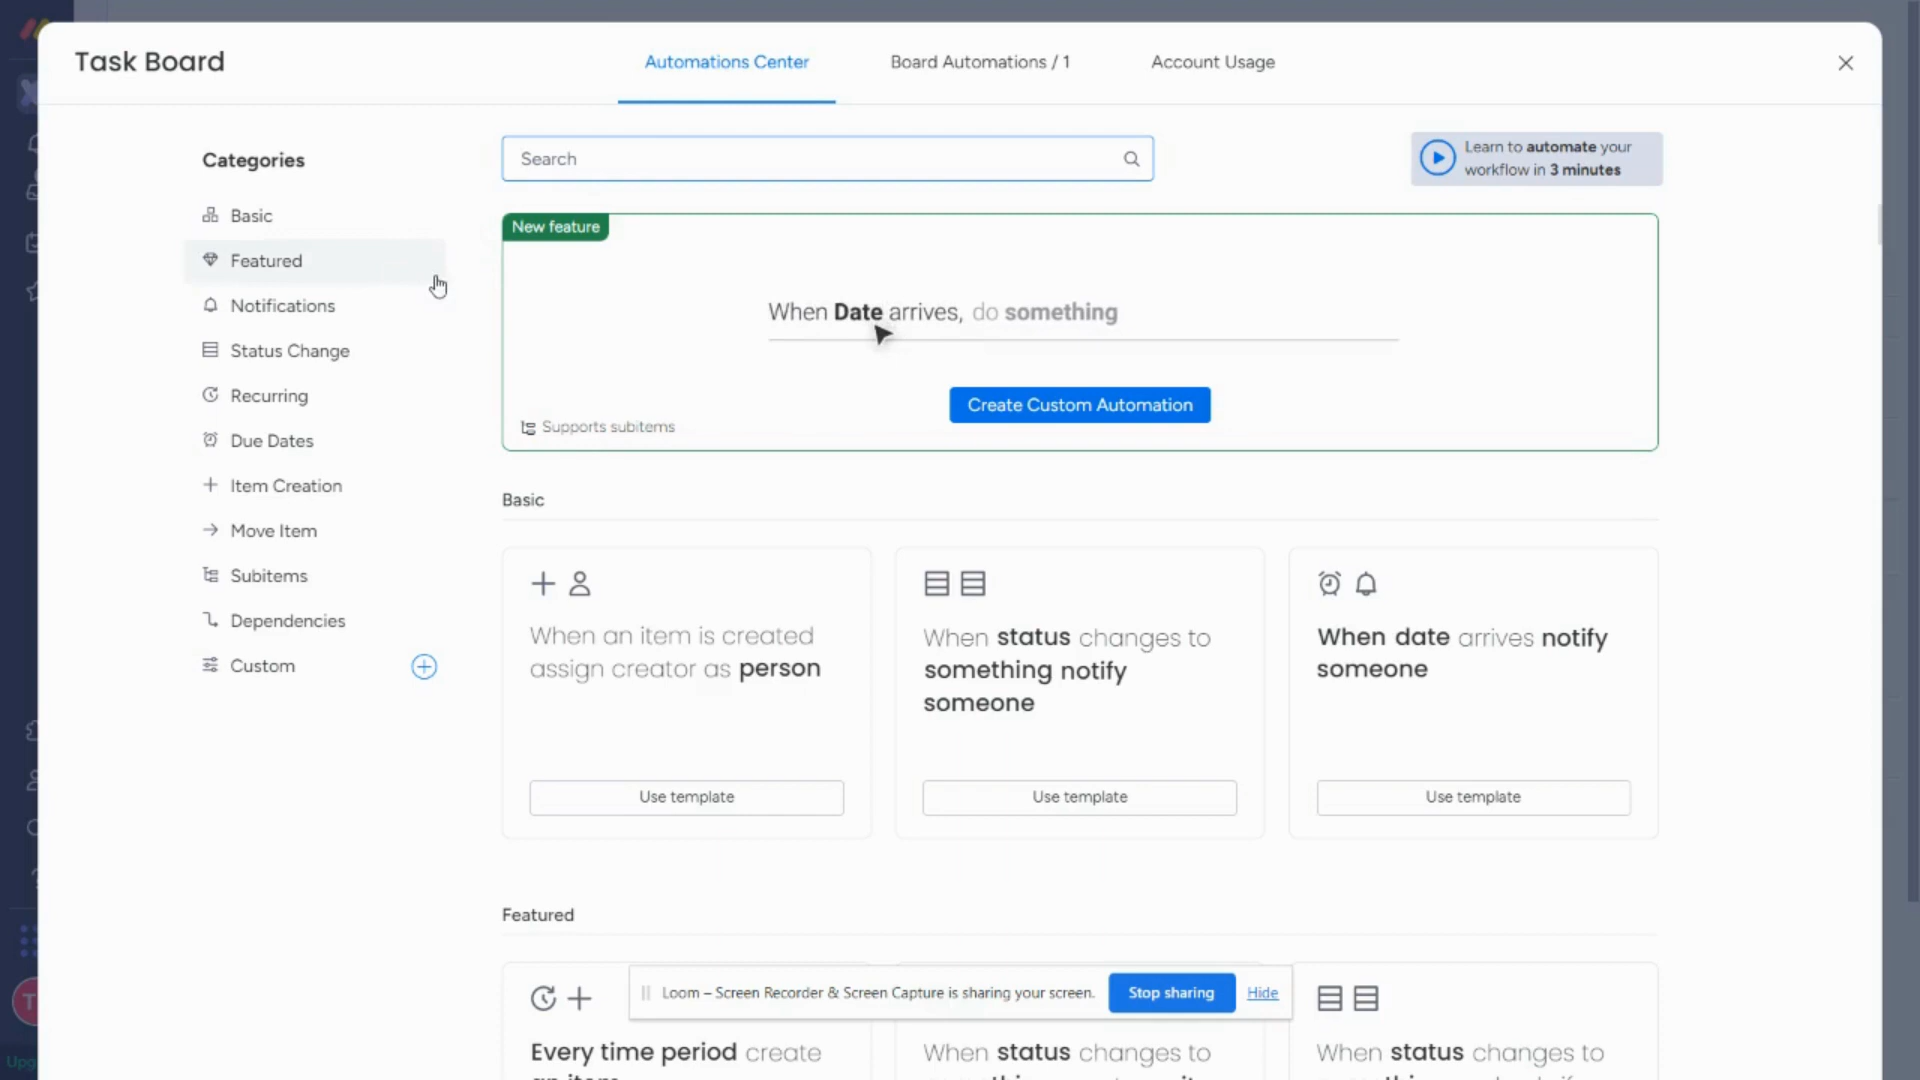 Task Board
Automations Center
Board Automations / 1
Account Usage
Categories
Basic
Featured
Notifications
Status Change
Recurring
Due Dates
Item Creation
Move Item
Subitems
Dependencies
Custom
Search
Learn to automate your
workflow in 3 minutes
New feature
When Date arrives, do something
Create Custom Automation
Supports subitems
Basic
When an item is created
assign creator as person
Use template
When status changes to
something notify
someone
Use template
When date arrives notify
someone
Use template
Featured
Loom – Screen Recorder & Screen Capture is sharing your screen.
Stop sharing
Hide
Every time period create
an item
When status changes to
When status changes to
T
Upg